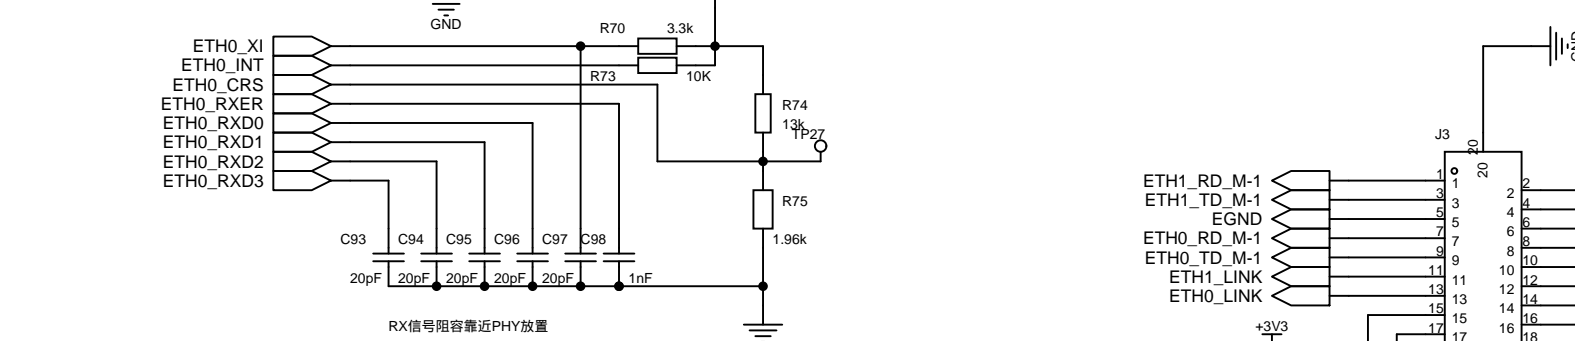 GND
R70 3.3k
ETH0_XI
ETH0_INT
R73 10K
ETH0_CRS
ETH0_RXER
ETH0_RXD0
ETH0_RXD1
ETH0_RXD2
ETH0_RXD3
R74
13k
TP27
R75
1.96k
C93 C94 C95 C96 C97 C98
20pF 20pF 20pF 20pF 20pF 1nF
RX信号阻容靠近PHY放置
GND
J3
20
20
ETH1_RD_M-1 1 1 2 2
ETH1_TD_M-1 3 3 4 4
EGND 5 5 6 6
ETH0_RD_M-1 7 7 8 8
ETH0_TD_M-1 9 9 10 10
ETH1_LINK 11 11 12 12
ETH0_LINK 13 13 14 14
15 15 16 16
+3V3
17 17 18